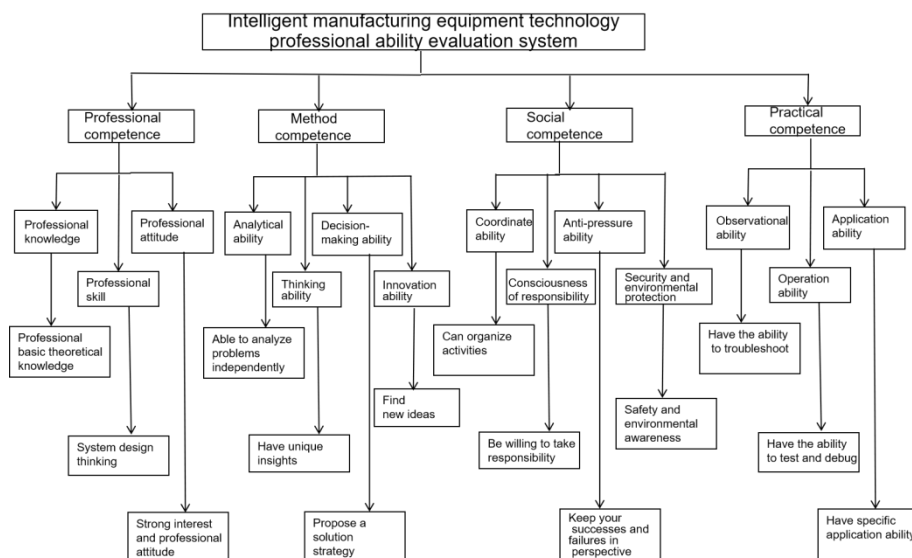 Intelligent manufacturing equipment technology
professional ability evaluation system
Professional
competence
Method
competence
Social
competence
Practical
competence
Professional
knowledge
Professional
attitude
Analytical
ability
Decision-
making ability
Coordinate
ability
Anti-pressure
ability
Observational
ability
Application
ability
Professional
skill
Thinking
ability
Innovation
ability
Consciousness
of responsibility
Security and
environmental
protection
Operation
ability
Professional
basic theoretical
knowledge
Able to analyze
problems
independently
Can organize
activities
Have the ability
to troubleshoot
Find
new ideas
Safety and
environmental
awareness
System design
thinking
Have unique
insights
Be willing to take
responsibility
Have the ability
to test and debug
Strong interest
and professional
attitude
Propose a
solution
strategy
Keep your
successes and
failures in
perspective
Have specific
application ability